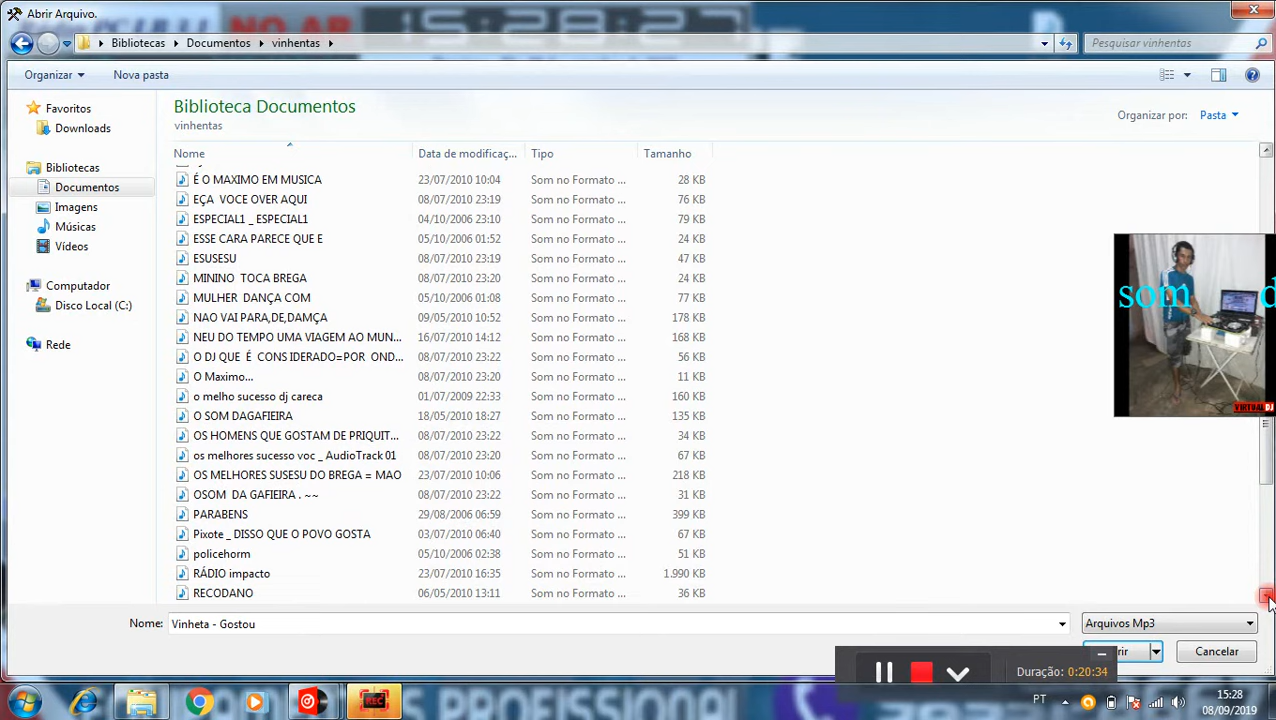 Abrir Arquivo.
NO AR
15:28:27
Bibliotecas
Documentos
vinhentas
Pesquisar vinhentas
Organizar
Nova pasta
Favoritos
Downloads
Bibliotecas
Documentos
Imagens
Músicas
Vídeos
Computador
Disco Local (C:)
Rede
Biblioteca Documentos
vinhentas
Organizar por: Pasta
Nome Data de modificaç... Tipo Tamanho
É O MAXIMO EM MUSICA 23/07/2010 10:04 Som no Formato ... 28 KB
EÇA VOCE OVER AQUI 08/07/2010 23:19 Som no Formato ... 76 KB
ESPECIAL1 _ ESPECIAL1 04/10/2006 23:10 Som no Formato ... 79 KB
ESSE CARA PARECE QUE E 05/10/2006 01:52 Som no Formato ... 24 KB
ESUSESU 08/07/2010 23:19 Som no Formato ... 47 KB
MININO TOCA BREGA 08/07/2010 23:20 Som no Formato ... 24 KB
MULHER DANÇA COM 05/10/2006 01:08 Som no Formato ... 77 KB
NAO VAI PARA,DE,DAMÇA 09/05/2010 10:52 Som no Formato ... 178 KB
NEU DO TEMPO UMA VIAGEM AO MUN... 16/07/2010 14:12 Som no Formato ... 168 KB
O DJ QUE É CONS IDERADO=POR OND... 08/07/2010 23:22 Som no Formato ... 56 KB
O Maximo... 08/07/2010 23:20 Som no Formato ... 11 KB
o melho sucesso dj careca 01/07/2009 22:33 Som no Formato ... 160 KB
O SOM DAGAFIEIRA 18/05/2010 18:27 Som no Formato ... 135 KB
OS HOMENS QUE GOSTAM DE PRIQUIT... 08/07/2010 23:22 Som no Formato ... 34 KB
os melhores sucesso voc _ AudioTrack 01 08/07/2010 23:20 Som no Formato ... 67 KB
OS MELHORES SUSESU DO BREGA = MAO 23/07/2010 10:06 Som no Formato ... 218 KB
OSOM DA GAFIEIRA . ~~ 08/07/2010 23:22 Som no Formato ... 31 KB
PARABENS 29/08/2006 06:59 Som no Formato ... 399 KB
Pixote _ DISSO QUE O POVO GOSTA 03/07/2010 06:40 Som no Formato ... 67 KB
policehorm 05/10/2006 02:38 Som no Formato ... 51 KB
RÁDIO impacto 23/07/2010 16:35 Som no Formato ... 1.990 KB
RECODANO 06/05/2010 13:11 Som no Formato ... 36 KB
som d
VIRTUALDJ
Nome: Vinheta - Gostou
Arquivos Mp3
Cancelar
Duração: 0:20:34
REC
PT
15:28
08/09/2019